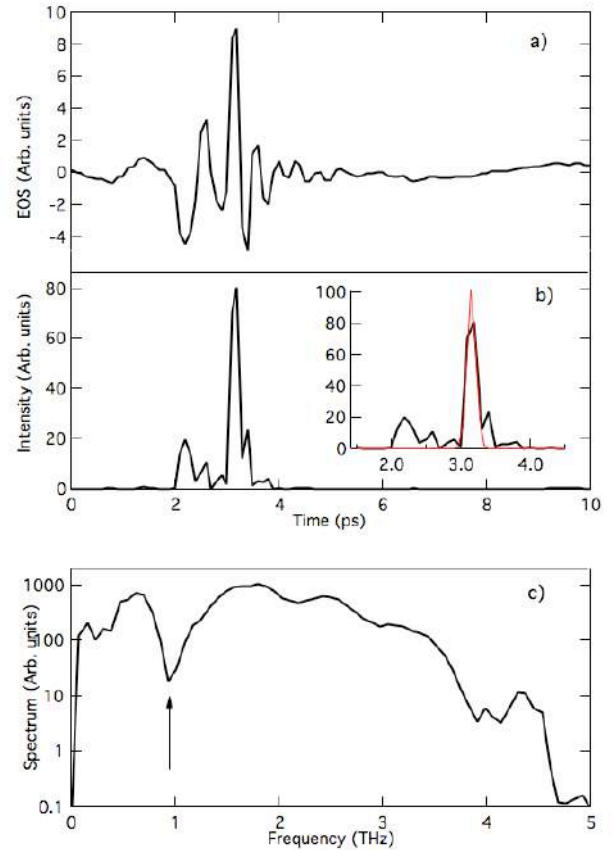 10
8
6
4
2
0
-2
-4
EOS (Arb. units)
a)
80
60
40
20
0
Intensity (Arb. units)
b)
100
80
60
40
20
0
2.0 3.0 4.0
0 2 4 6 8 10
Time (ps)
c)
1000
100
10
1
0.1
Spectrum (Arb. units)
0 1 2 3 4 5
Frequency (THz)